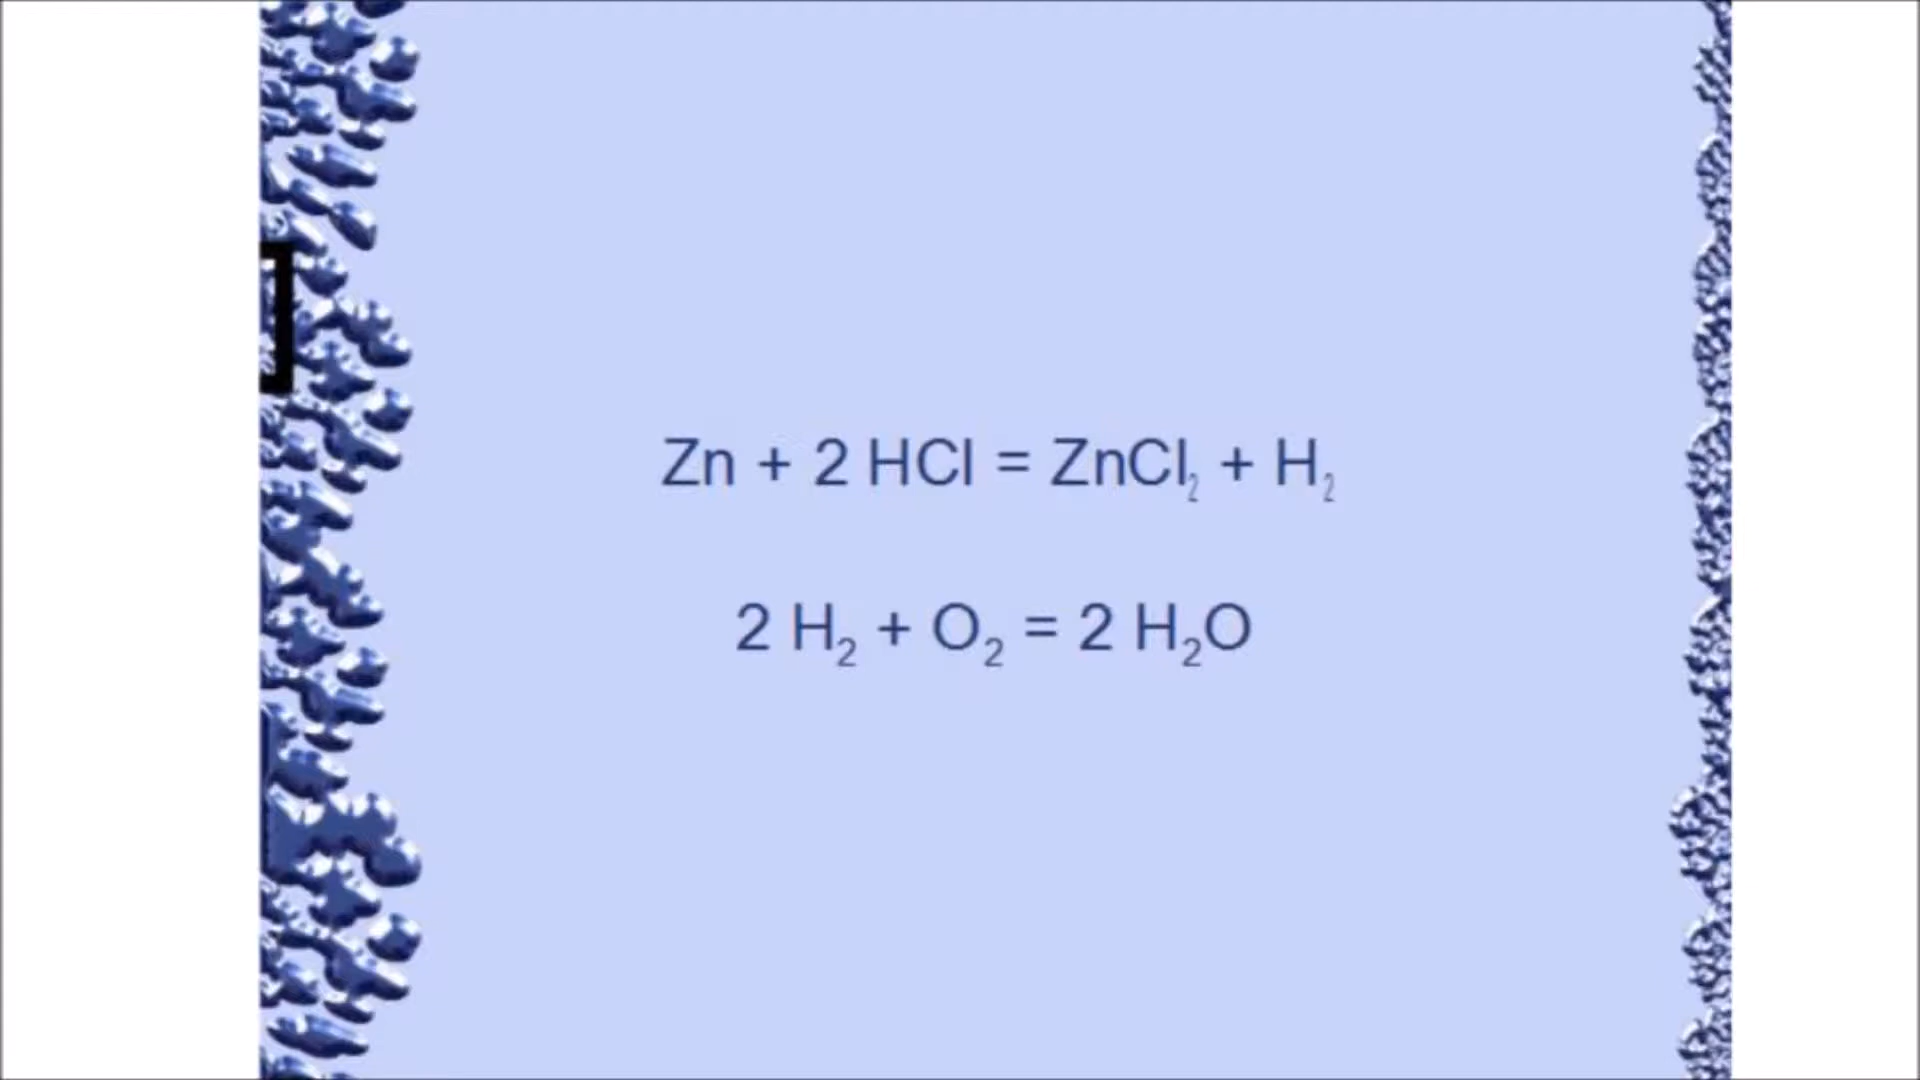 ]
Zn + 2 HCl = ZnCl₂ + H₂
2 H₂ + O₂ = 2 H₂O